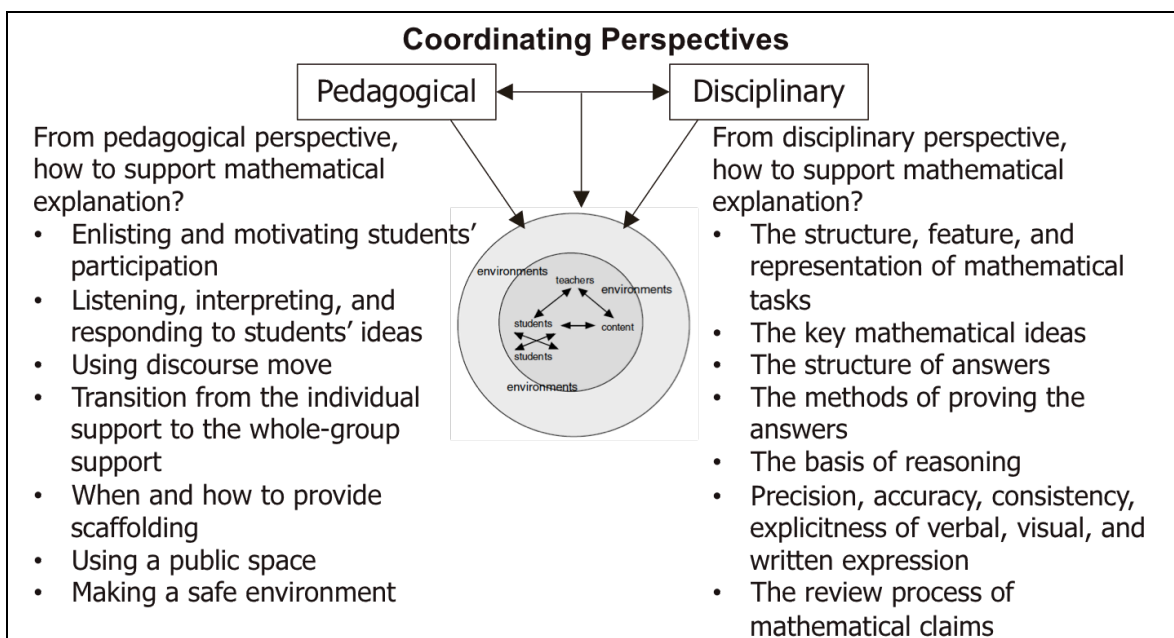 Coordinating Perspectives
Pedagogical
Disciplinary
From pedagogical perspective,
how to support mathematical
explanation?
• Enlisting and motivating students’
participation
• Listening, interpreting, and
responding to students’ ideas
• Using discourse move
• Transition from the individual
support to the whole-group
support
• When and how to provide
scaffolding
• Using a public space
• Making a safe environment
environments
teachers
environments
students
content
students
environments
From disciplinary perspective,
how to support mathematical
explanation?
• The structure, feature, and
representation of mathematical
tasks
• The key mathematical ideas
• The structure of answers
• The methods of proving the
answers
• The basis of reasoning
• Precision, accuracy, consistency,
explicitness of verbal, visual, and
written expression
• The review process of
mathematical claims